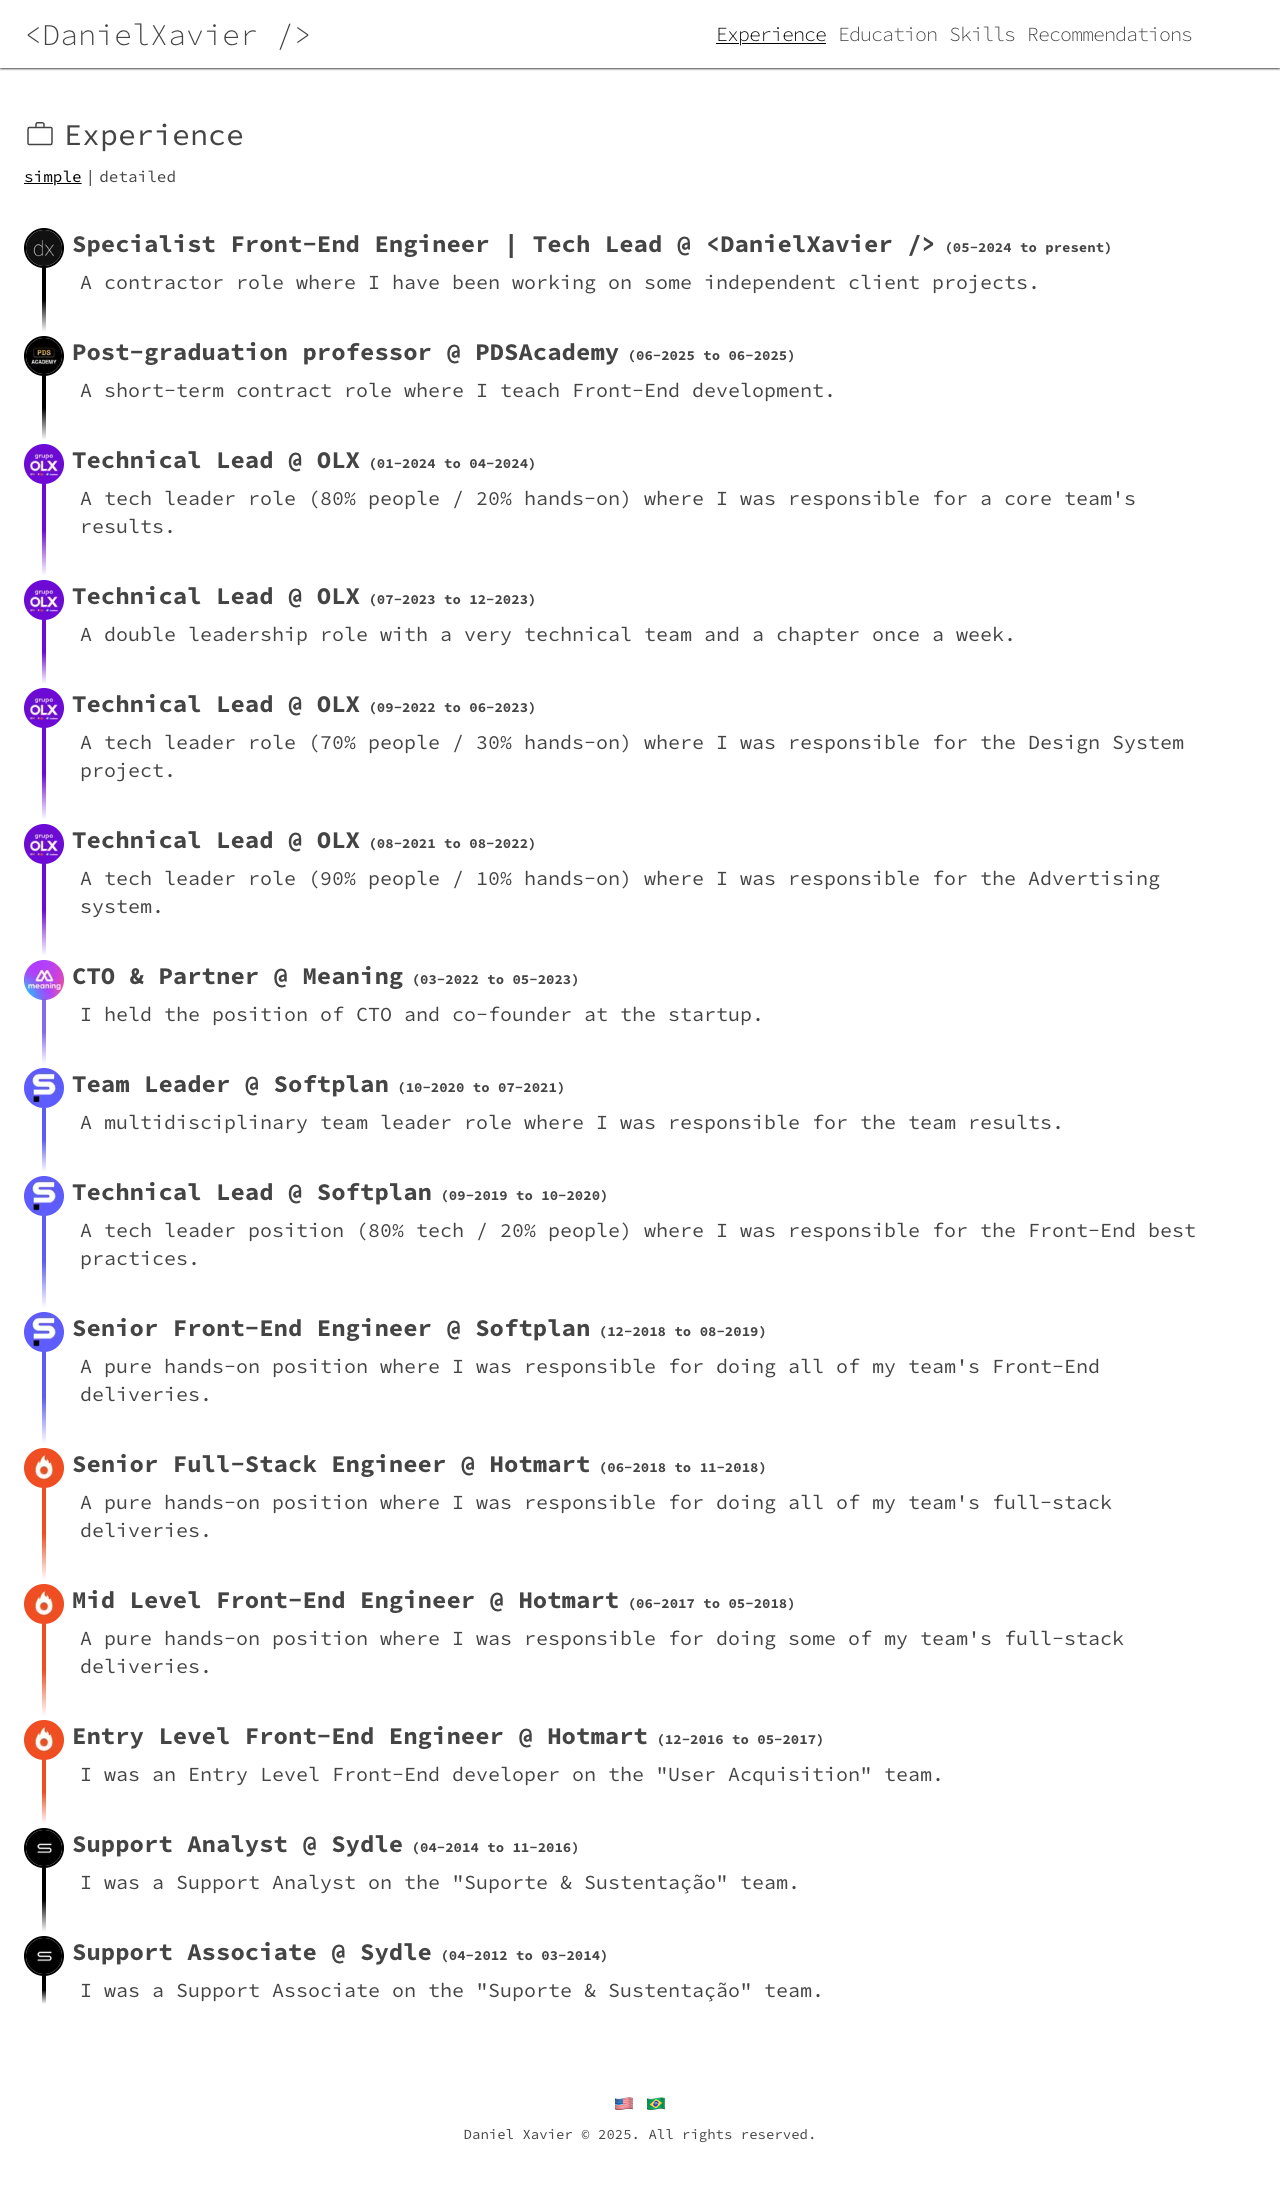 <DanielXavier />
Experience Education Skills Recommendations
Experience
simple | detailed
dx
Specialist Front-End Engineer | Tech Lead @ <DanielXavier /> (05-2024 to present)
A contractor role where I have been working on some independent client projects.
PDS
ACADEMY
Post-graduation professor @ PDSAcademy (06-2025 to 06-2025)
A short-term contract role where I teach Front-End development.
grupo
OLX
Technical Lead @ OLX (01-2024 to 04-2024)
A tech leader role (80% people / 20% hands-on) where I was responsible for a core team's
results.
grupo
OLX
Technical Lead @ OLX (07-2023 to 12-2023)
A double leadership role with a very technical team and a chapter once a week.
grupo
OLX
Technical Lead @ OLX (09-2022 to 06-2023)
A tech leader role (70% people / 30% hands-on) where I was responsible for the Design System
project.
grupo
OLX
Technical Lead @ OLX (08-2021 to 08-2022)
A tech leader role (90% people / 10% hands-on) where I was responsible for the Advertising
system.
meaning
CTO & Partner @ Meaning (03-2022 to 05-2023)
I held the position of CTO and co-founder at the startup.
Team Leader @ Softplan (10-2020 to 07-2021)
A multidisciplinary team leader role where I was responsible for the team results.
Technical Lead @ Softplan (09-2019 to 10-2020)
A tech leader position (80% tech / 20% people) where I was responsible for the Front-End best
practices.
Senior Front-End Engineer @ Softplan (12-2018 to 08-2019)
A pure hands-on position where I was responsible for doing all of my team's Front-End
deliveries.
Senior Full-Stack Engineer @ Hotmart (06-2018 to 11-2018)
A pure hands-on position where I was responsible for doing all of my team's full-stack
deliveries.
Mid Level Front-End Engineer @ Hotmart (06-2017 to 05-2018)
A pure hands-on position where I was responsible for doing some of my team's full-stack
deliveries.
Entry Level Front-End Engineer @ Hotmart (12-2016 to 05-2017)
I was an Entry Level Front-End developer on the "User Acquisition" team.
Support Analyst @ Sydle (04-2014 to 11-2016)
I was a Support Analyst on the "Suporte & Sustentação" team.
Support Associate @ Sydle (04-2012 to 03-2014)
I was a Support Associate on the "Suporte & Sustentação" team.
Daniel Xavier © 2025. All rights reserved.